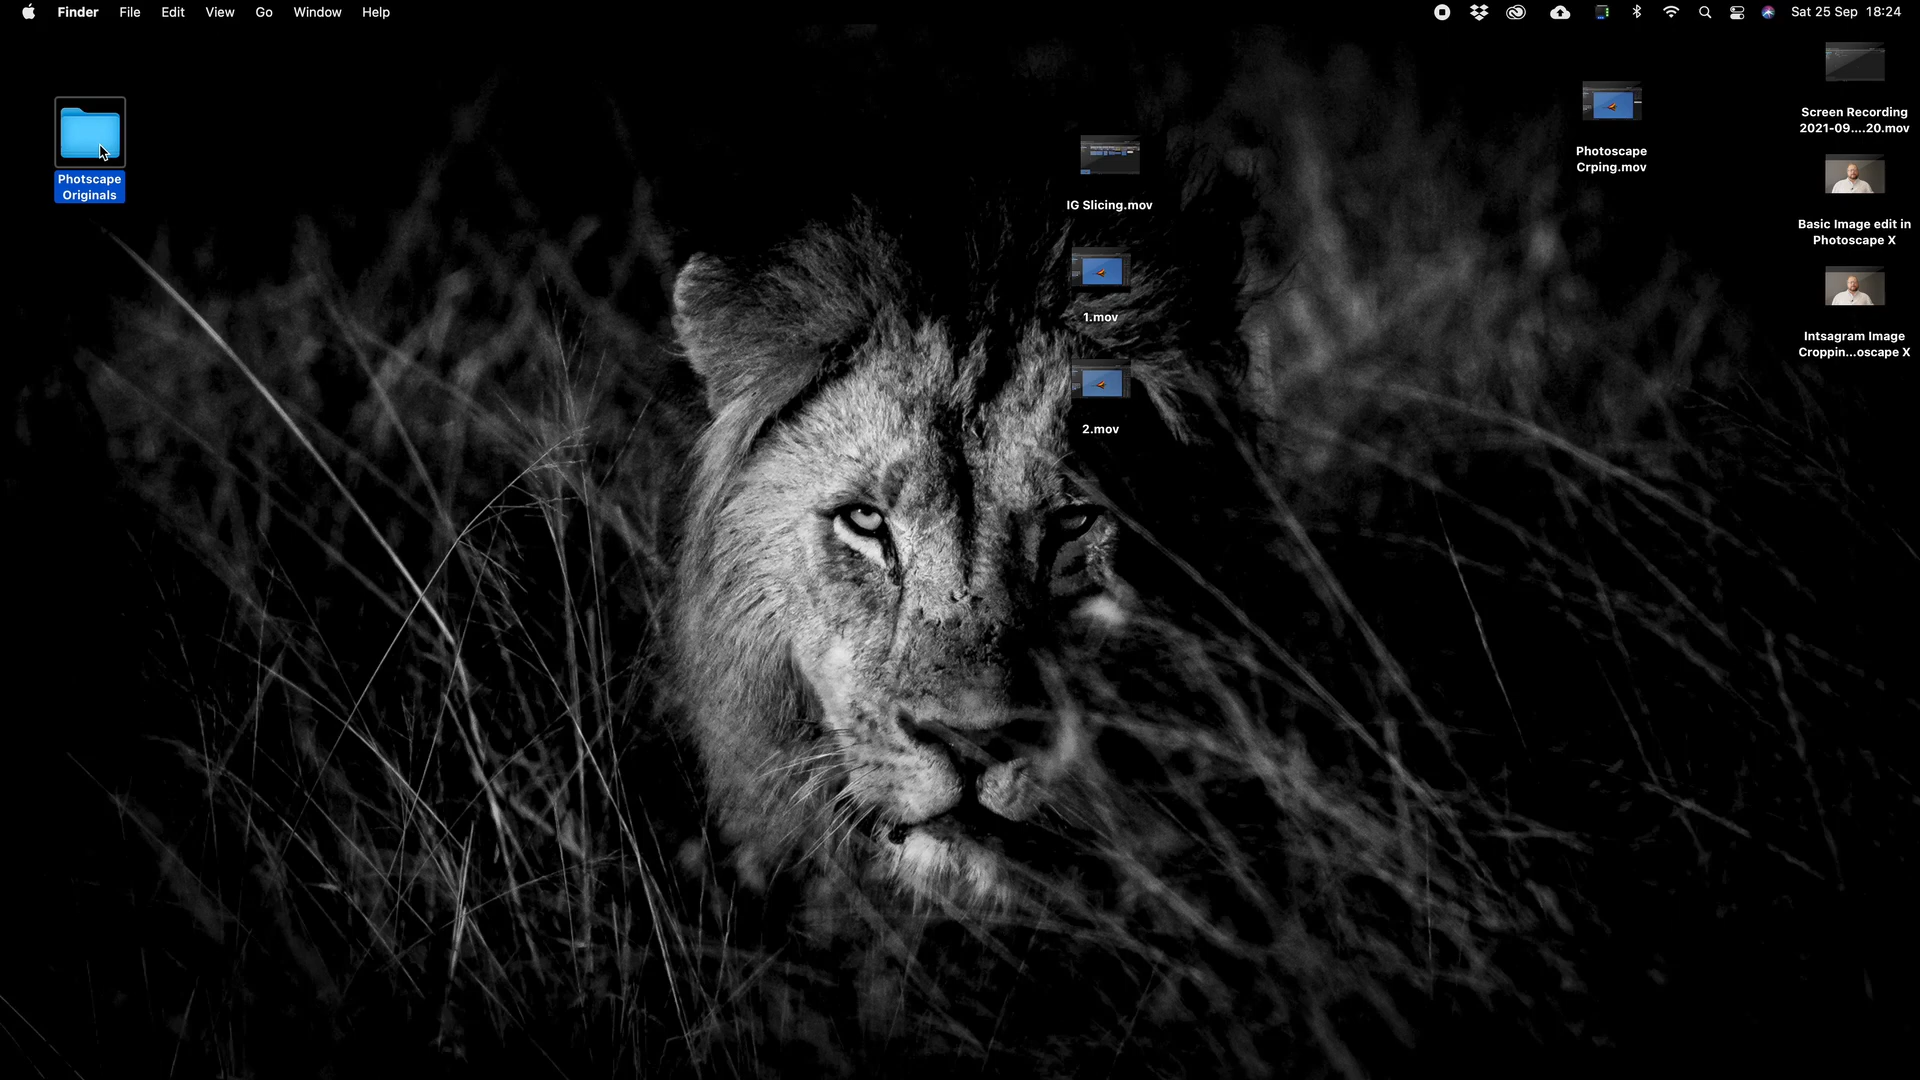 Finder File Edit View Go Window Help Sat 25 Sep 18:24
Photscape
Originals
IG Slicing.mov
1.mov
2.mov
Photoscape
Crping.mov
Screen Recording
2021-09....20.mov
Basic Image edit in
Photoscape X
Intsagram Image
Croppin...oscape X